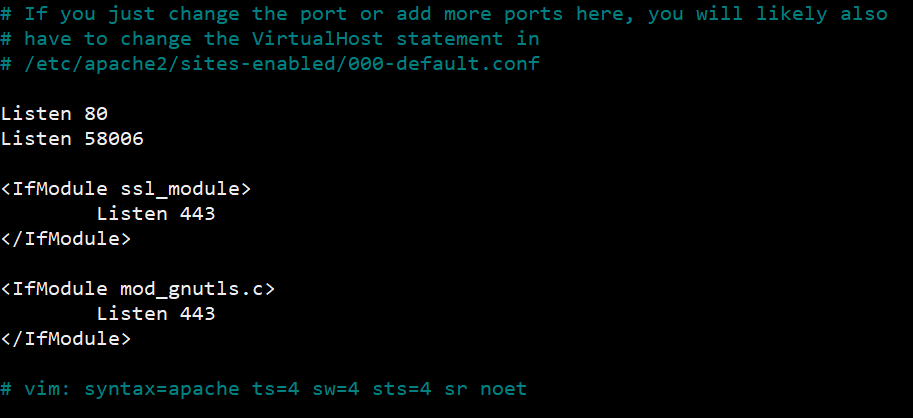 # If you just change the port or add more ports here, you will likely also
# have to change the VirtualHost statement in
# /etc/apache2/sites-enabled/000-default.conf

Listen 80
Listen 58006

<IfModule ssl_module>
        Listen 443
</IfModule>

<IfModule mod_gnutls.c>
        Listen 443
</IfModule>

# vim: syntax=apache ts=4 sw=4 sts=4 sr noet